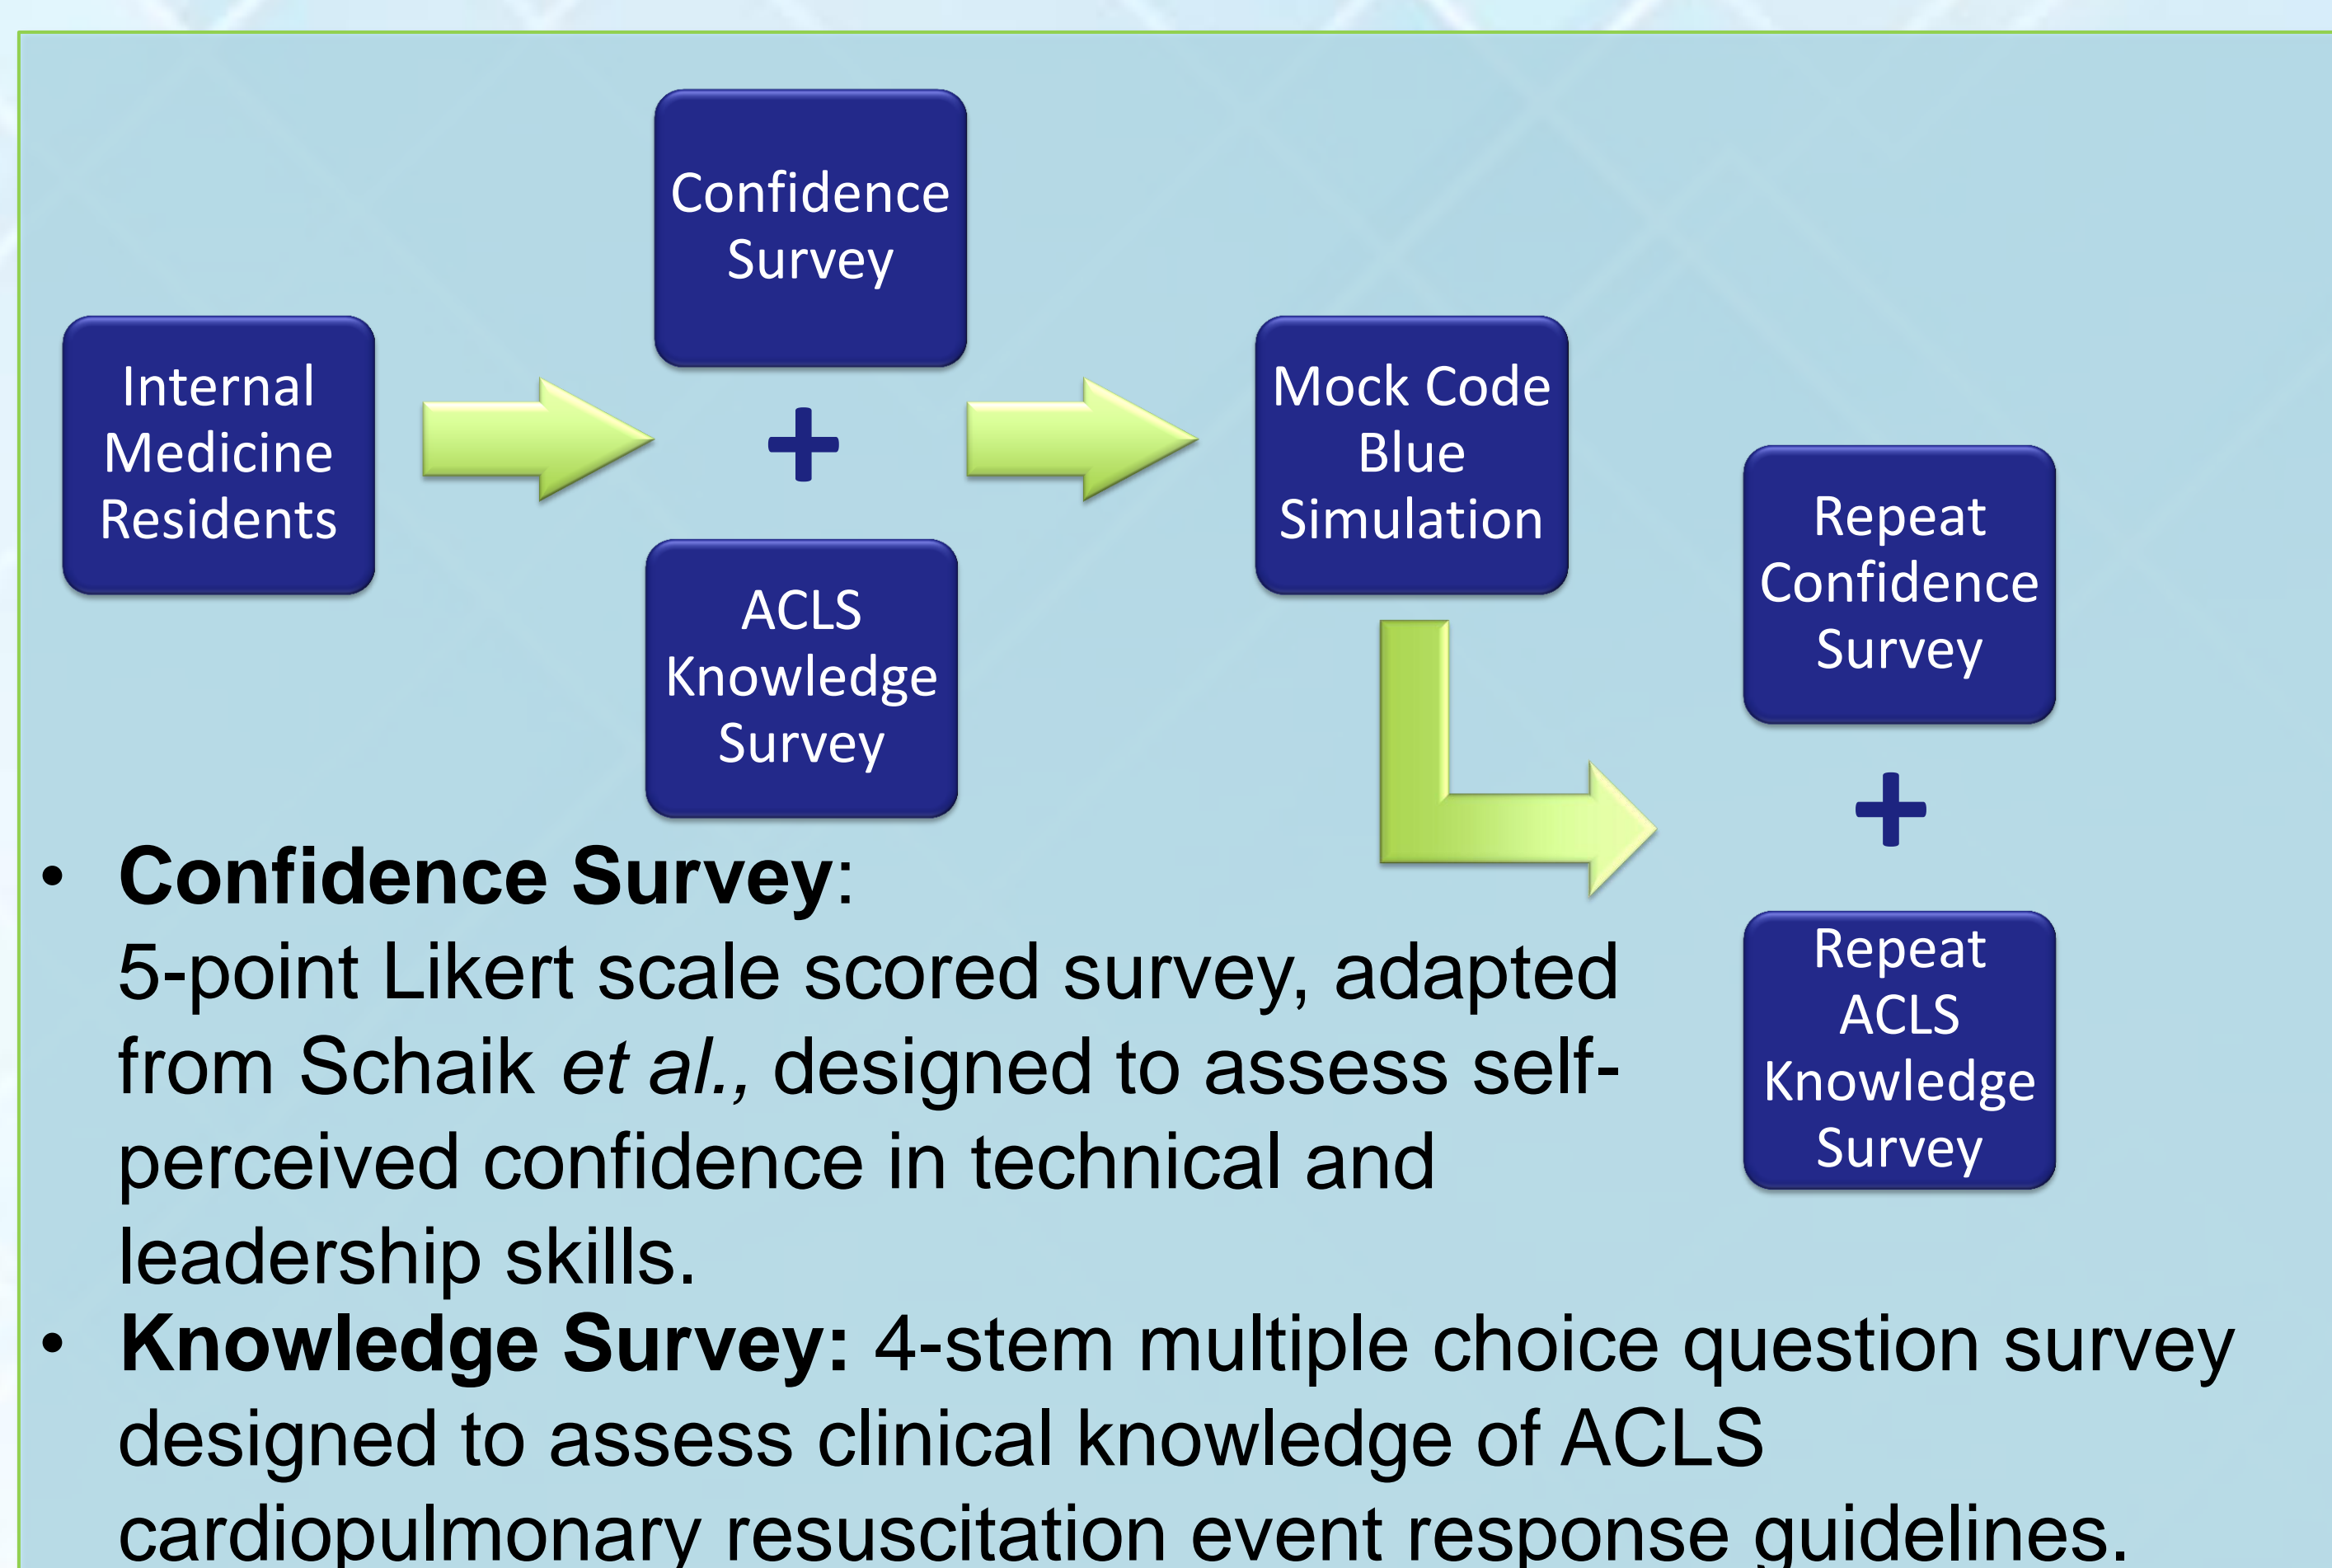 Internal
Medicine
Residents
Confidence
Survey
+
ACLS
Knowledge
Survey
Mock Code
Blue
Simulation
Repeat
Confidence
Survey
+
Repeat
ACLS
Knowledge
Survey
• Confidence Survey:
5-point Likert scale scored survey, adapted
from Schaik et al., designed to assess self-
perceived confidence in technical and
leadership skills.
• Knowledge Survey: 4-stem multiple choice question survey
designed to assess clinical knowledge of ACLS
cardiopulmonary resuscitation event response guidelines.